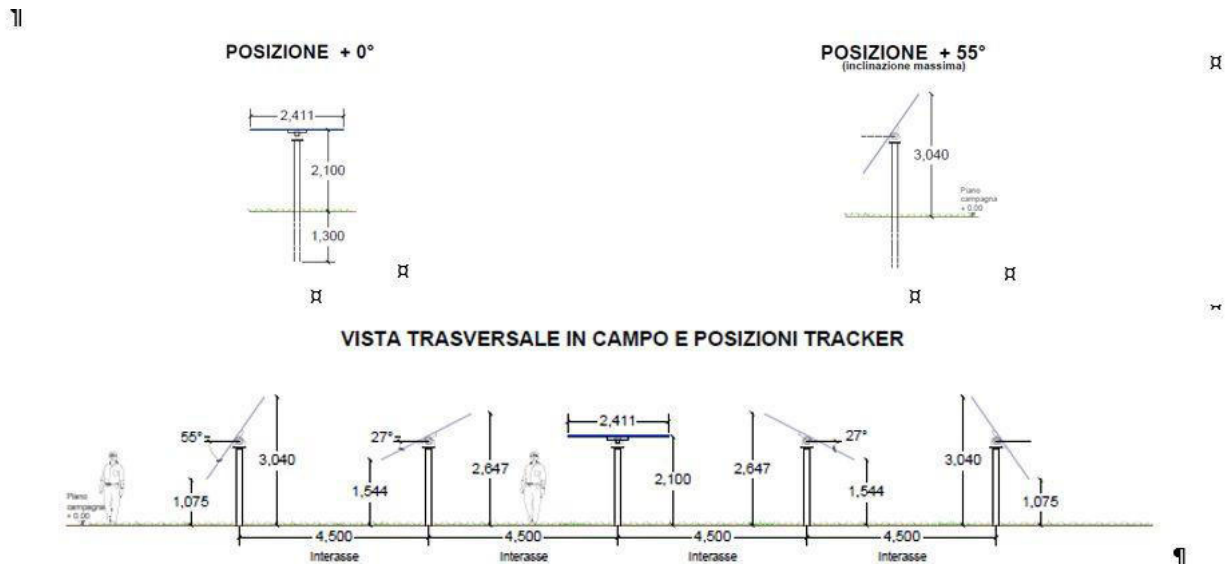 ¶
POSIZIONE + 0°
POSIZIONE + 55°
(inclinazione massima)
¤
2,411
2,100
1,300
3,040
Piano
campagna
+ 0.00
¤
¤
¤
¤
VISTA TRASVERSALE IN CAMPO E POSIZIONI TRACKER
55°
3,040
1,075
27°
2,647
1,544
2,411
2,100
2,647
27°
1,544
3,040
1,075
Piano
campagna
+ 0.00
4,500
4,500
4,500
4,500
Interasse
Interasse
Interasse
Interasse
¶